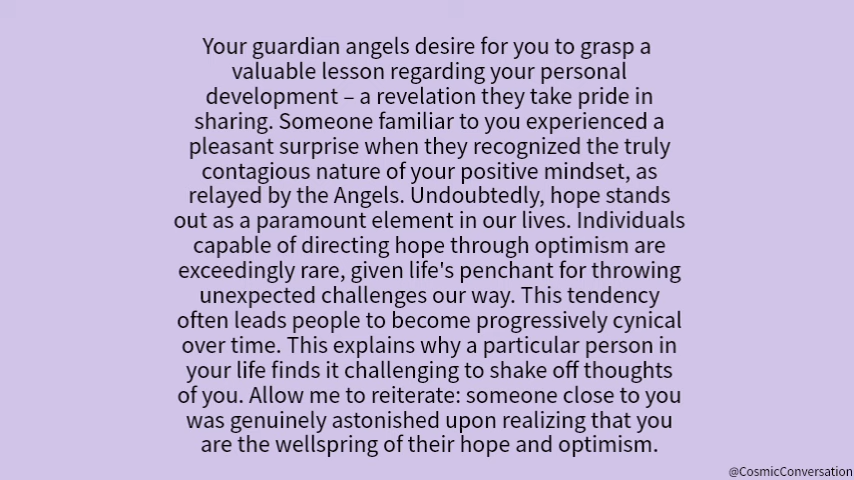 Your guardian angels desire for you to grasp a
valuable lesson regarding your personal
development – a revelation they take pride in
sharing. Someone familiar to you experienced a
pleasant surprise when they recognized the truly
contagious nature of your positive mindset, as
relayed by the Angels. Undoubtedly, hope stands
out as a paramount element in our lives. Individuals
capable of directing hope through optimism are
exceedingly rare, given life's penchant for throwing
unexpected challenges our way. This tendency
often leads people to become progressively cynical
over time. This explains why a particular person in
your life finds it challenging to shake off thoughts
of you. Allow me to reiterate: someone close to you
was genuinely astonished upon realizing that you
are the wellspring of their hope and optimism.
@CosmicConversation